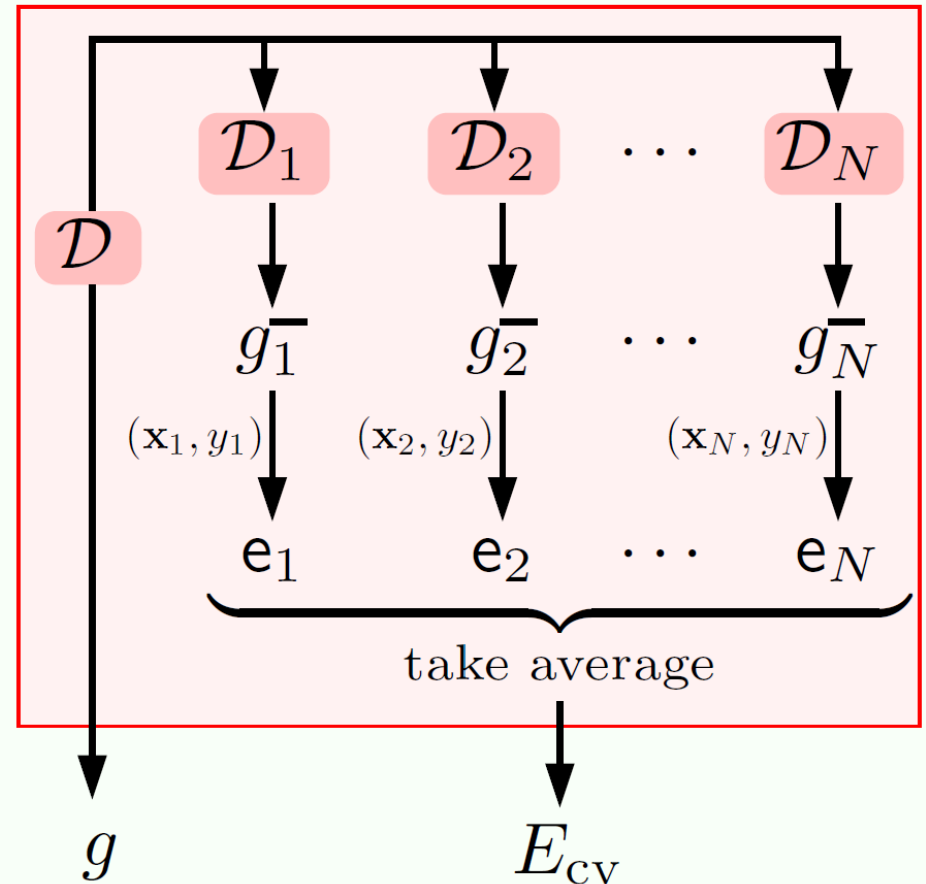 𝒟₁ 𝒟₂ ··· 𝒟_N
𝒟
g₁⁻ g₂⁻ ··· g_N⁻
(𝐱₁, y₁) (𝐱₂, y₂) (𝐱_N, y_N)
e₁ e₂ ··· e_N
take average
g E_cv